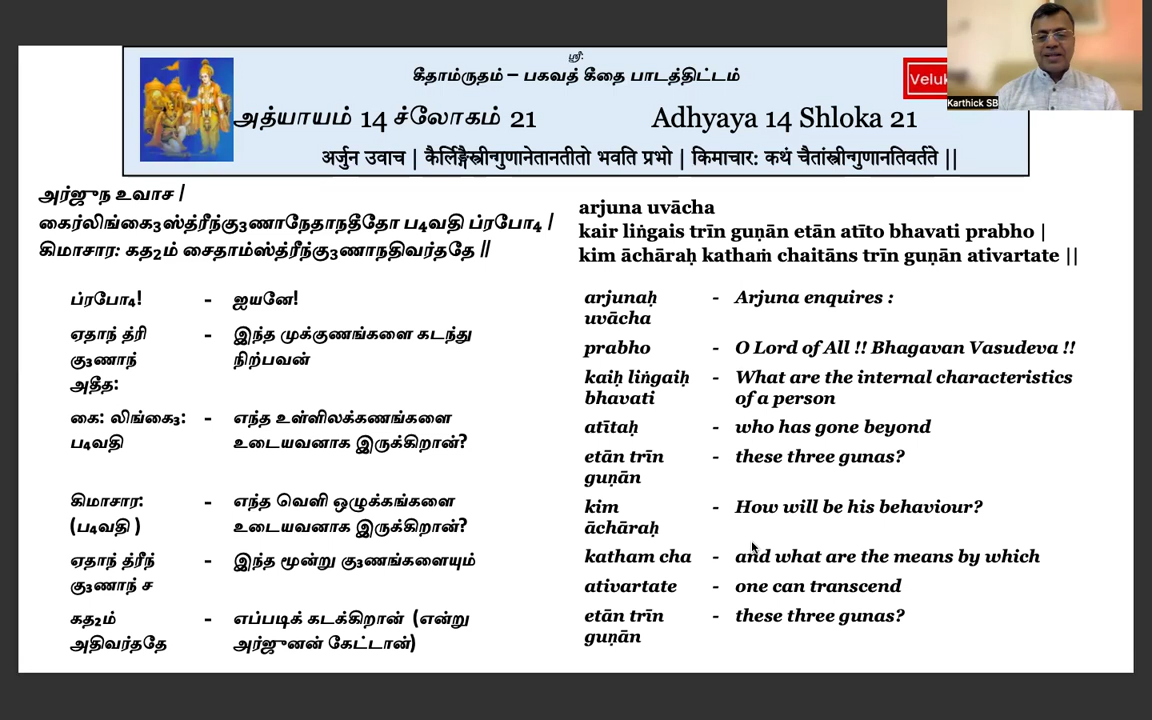 ஸ்ரீ:
கீதாம்ருதம் – பகவத் கீதை பாடத்திட்டம்
Veluk
Karthick SB
அத்யாயம் 14 ச்லோகம் 21 Adhyaya 14 Shloka 21
अर्जुन उवाच | कैर्लिङ्गैस्त्रीन्गुणानेतानतीतो भवति प्रभो | किमाचार: कथं चैतांस्त्रीन्गुणानतिवर्तते ||
அர்ஜுந உவாச |
கைர்லிங்கை3ஸ்த்ரீந்கு3ணாநேதாநதீதோ ப4வதி ப்ரபோ4 |
கிமாசார: கத2ம் சைதாம்ஸ்த்ரீந்கு3ணாநதிவர்ததே ||
arjuna uvācha
kair liṅgais trīn guṇān etān atīto bhavati prabho |
kim āchāraḥ kathaṁ chaitāns trīn guṇān ativartate ||
ப்ரபோ4! - ஐயனே!
ஏதாந் த்ரி - இந்த முக்குணங்களை கடந்து
கு3ணாந் நிற்பவன்
அதீத:
கை: லிங்கை3: - எந்த உள்ளிலக்கணங்களை
ப4வதி உடையவனாக இருக்கிறான்?
கிமாசார: - எந்த வெளி ஒழுக்கங்களை
(ப4வதி ) உடையவனாக இருக்கிறான்?
ஏதாந் த்ரீந் - இந்த மூன்று கு3ணங்களையும்
கு3ணாந் ச
கத2ம் - எப்படிக் கடக்கிறான் (என்று
அதிவர்ததே அர்ஜுனன் கேட்டான்)
arjunaḥ - Arjuna enquires :
uvācha
prabho - O Lord of All !! Bhagavan Vasudeva !!
kaiḥ liṅgaiḥ - What are the internal characteristics
bhavati of a person
atītaḥ - who has gone beyond
etān trīn - these three gunas?
guṇān
kim - How will be his behaviour?
āchāraḥ
katham cha - and what are the means by which
ativartate - one can transcend
etān trīn - these three gunas?
guṇān